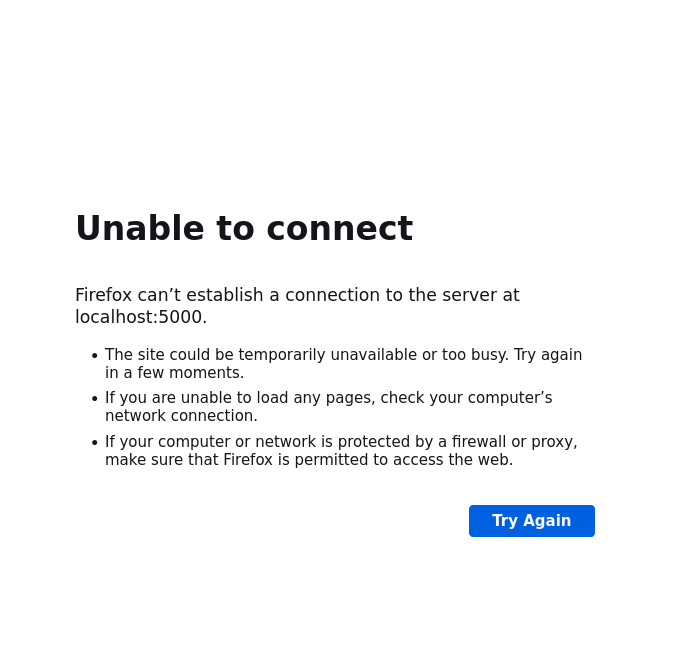 Unable to connect
Firefox can’t establish a connection to the server at
localhost:5000.
• The site could be temporarily unavailable or too busy. Try again
in a few moments.
• If you are unable to load any pages, check your computer’s
network connection.
• If your computer or network is protected by a firewall or proxy,
make sure that Firefox is permitted to access the web.
Try Again